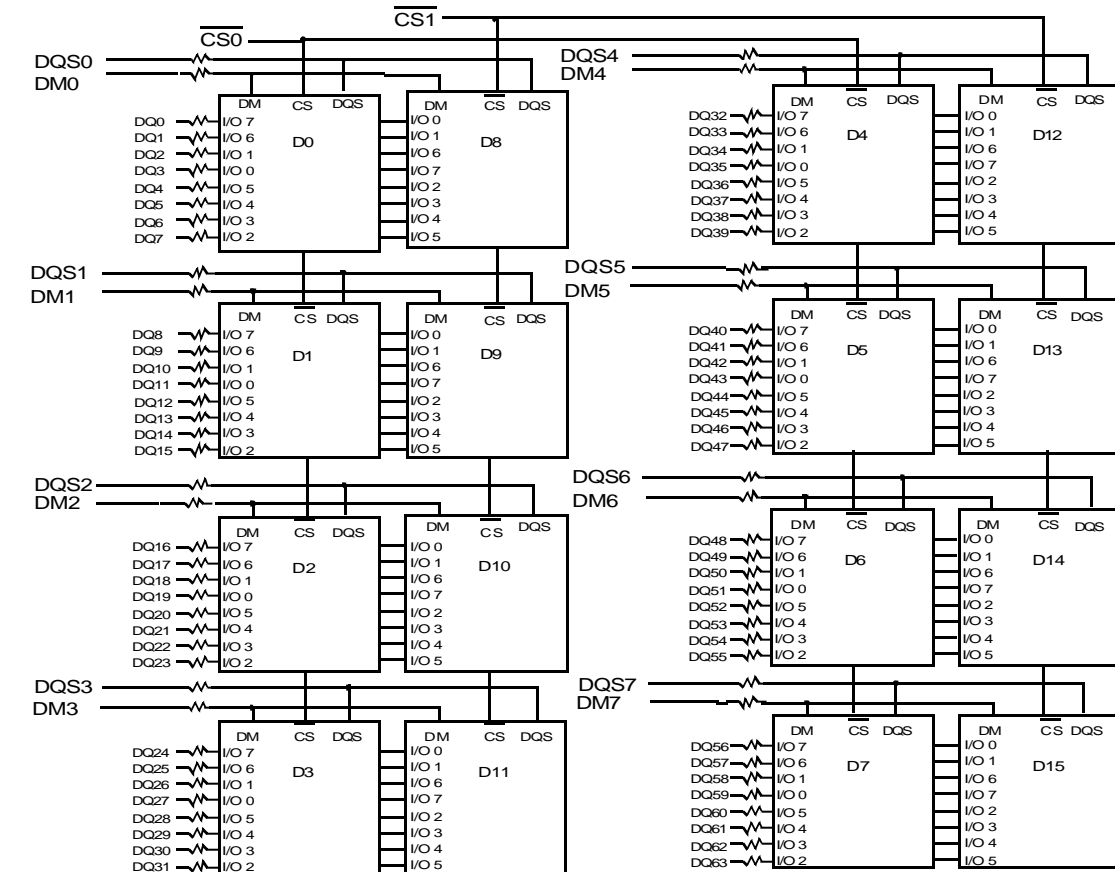 CS1
CS0
DQS0
DM0
DM CS DQS
DQ0 I/O 7
DQ1 I/O 6
DQ2 I/O 1
DQ3 I/O 0
DQ4 I/O 5
DQ5 I/O 4
DQ6 I/O 3
DQ7 I/O 2
D0
DM CS DQS
I/O 0
I/O 1
I/O 6
I/O 7
I/O 2
I/O 3
I/O 4
I/O 5
D8
DQS1
DM1
DM CS DQS
DQ8 I/O 7
DQ9 I/O 6
DQ10 I/O 1
DQ11 I/O 0
DQ12 I/O 5
DQ13 I/O 4
DQ14 I/O 3
DQ15 I/O 2
D1
DM CS DQS
I/O 0
I/O 1
I/O 6
I/O 7
I/O 2
I/O 3
I/O 4
I/O 5
D9
DQS2
DM2
DM CS DQS
DQ16 I/O 7
DQ17 I/O 6
DQ18 I/O 1
DQ19 I/O 0
DQ20 I/O 5
DQ21 I/O 4
DQ22 I/O 3
DQ23 I/O 2
D2
DM CS DQS
I/O 0
I/O 1
I/O 6
I/O 7
I/O 2
I/O 3
I/O 4
I/O 5
D10
DQS3
DM3
DM CS DQS
DQ24 I/O 7
DQ25 I/O 6
DQ26 I/O 1
DQ27 I/O 0
DQ28 I/O 5
DQ29 I/O 4
DQ30 I/O 3
DQ31 I/O 2
D3
DM CS DQS
I/O 0
I/O 1
I/O 6
I/O 7
I/O 2
I/O 3
I/O 4
I/O 5
D11
DQS4
DM4
DM CS DQS
DQ32 I/O 7
DQ33 I/O 6
DQ34 I/O 1
DQ35 I/O 0
DQ36 I/O 5
DQ37 I/O 4
DQ38 I/O 3
DQ39 I/O 2
D4
DM CS DQS
I/O 0
I/O 1
I/O 6
I/O 7
I/O 2
I/O 3
I/O 4
I/O 5
D12
DQS5
DM5
DM CS DQS
DQ40 I/O 7
DQ41 I/O 6
DQ42 I/O 1
DQ43 I/O 0
DQ44 I/O 5
DQ45 I/O 4
DQ46 I/O 3
DQ47 I/O 2
D5
DM CS DQS
I/O 0
I/O 1
I/O 6
I/O 7
I/O 2
I/O 3
I/O 4
I/O 5
D13
DQS6
DM6
DM CS DQS
DQ48 I/O 7
DQ49 I/O 6
DQ50 I/O 1
DQ51 I/O 0
DQ52 I/O 5
DQ53 I/O 4
DQ54 I/O 3
DQ55 I/O 2
D6
DM CS DQS
I/O 0
I/O 1
I/O 6
I/O 7
I/O 2
I/O 3
I/O 4
I/O 5
D14
DQS7
DM7
DM CS DQS
DQ56 I/O 7
DQ57 I/O 6
DQ58 I/O 1
DQ59 I/O 0
DQ60 I/O 5
DQ61 I/O 4
DQ62 I/O 3
DQ63 I/O 2
D7
DM CS DQS
I/O 0
I/O 1
I/O 6
I/O 7
I/O 2
I/O 3
I/O 4
I/O 5
D15